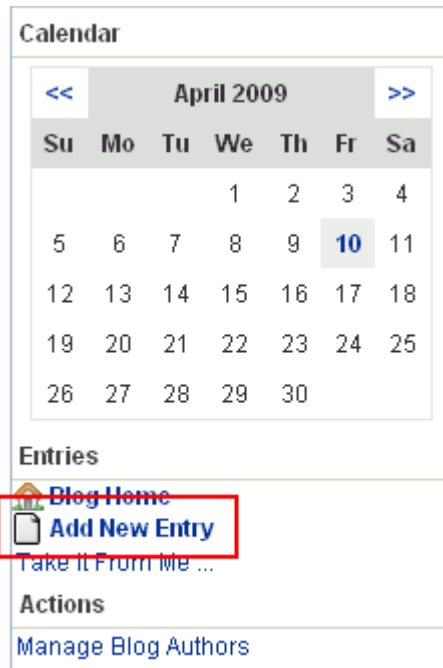 Calendar
<< April 2009 >>
Su Mo Tu We Th Fr Sa
1 2 3 4
5 6 7 8 9 10 11
12 13 14 15 16 17 18
19 20 21 22 23 24 25
26 27 28 29 30
Entries
Blog Home
Add New Entry
Take It From Me ...
Actions
Manage Blog Authors